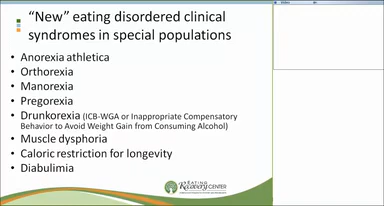 “New” eating disordered clinical
syndromes in special populations
• Anorexia athletica
• Orthorexia
• Manorexia
• Pregorexia
• Drunkorexia (ICB-WGA or Inappropriate Compensatory
Behavior to Avoid Weight Gain from Consuming Alcohol)
• Muscle dysphoria
• Caloric restriction for longevity
• Diabulimia
EATING
Recovery CENTER